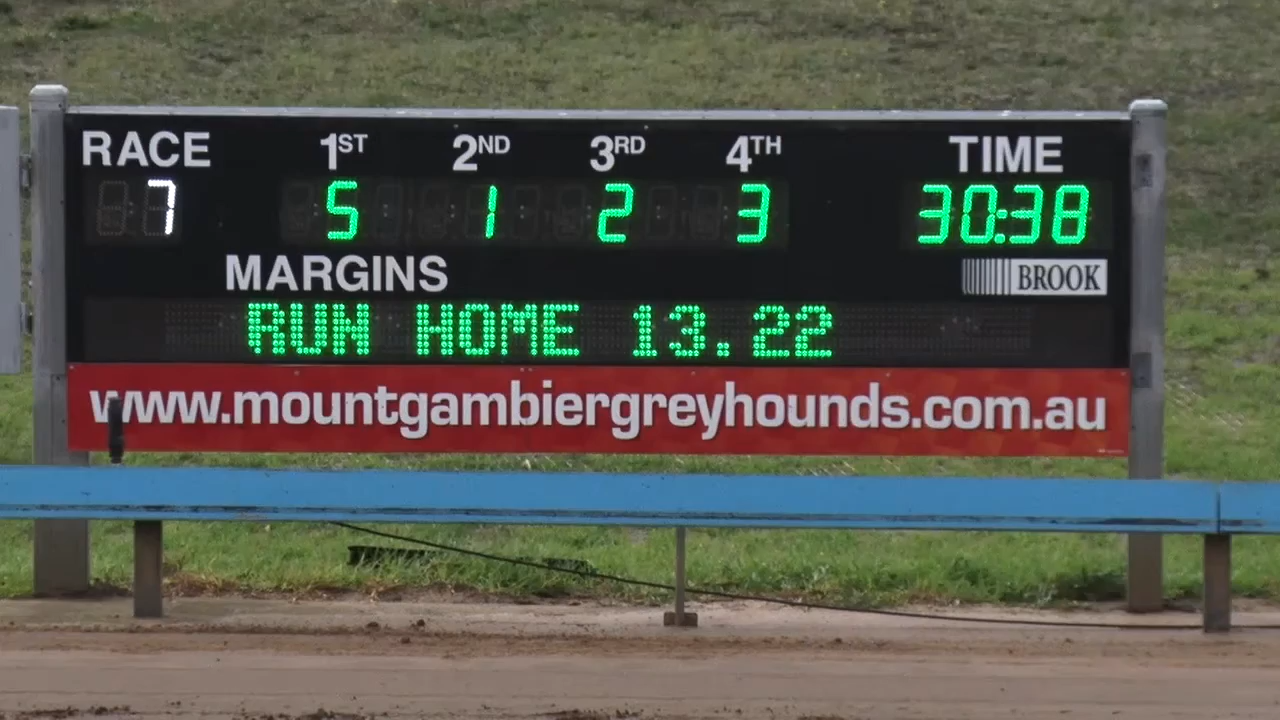 RACE 1ST 2ND 3RD 4TH TIME
7 5 1 2 3 30:38
MARGINS BROOK
RUN HOME 13.22
www.mountgambiergreyhounds.com.au